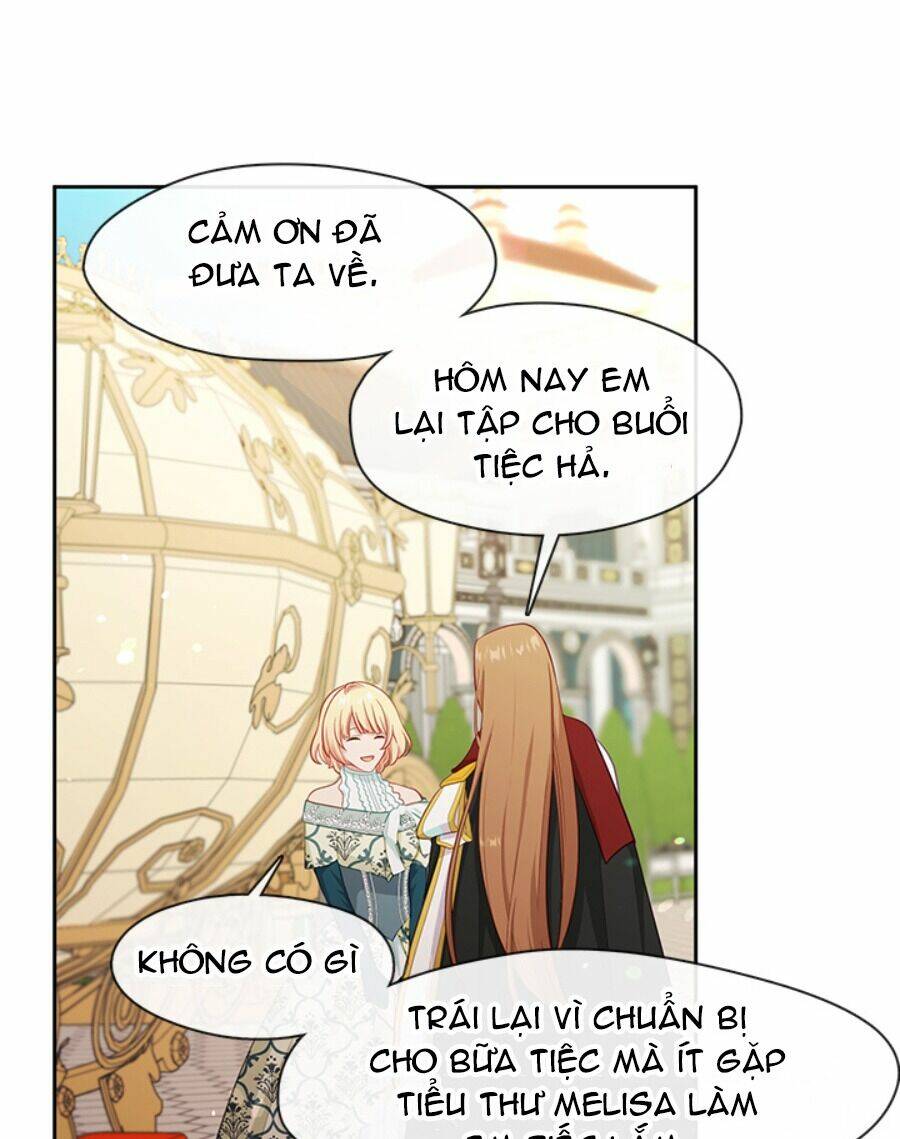 CẢM ƠN ĐÃ
ĐƯA TA VỀ.
HÔM NAY EM
LẠI TẬP CHO BUỔI
TIỆC HẢ.
KHÔNG CÓ GÌ
TRÁI LẠI VÌ CHUẨN BỊ
CHO BỮA TIỆC MÀ ÍT GẶP
TIỂU THƯ MELISA LÀM